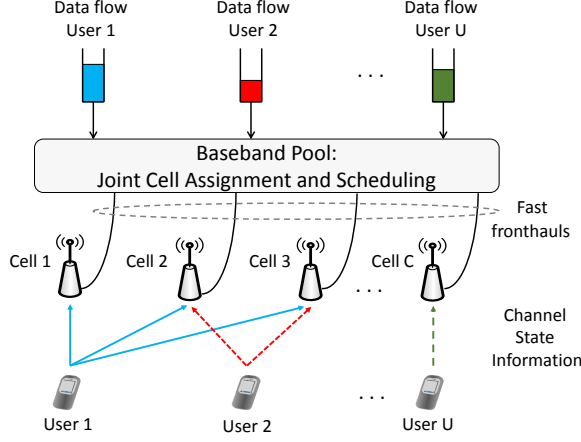 Data flow
User 1
Data flow
User 2
Data flow
User U
. . .
Baseband Pool:
Joint Cell Assignment and Scheduling
Fast
fronthauls
Cell 1
Cell 2
Cell 3
. . .
Cell C
Channel
State
Information
User 1
User 2
. . .
User U